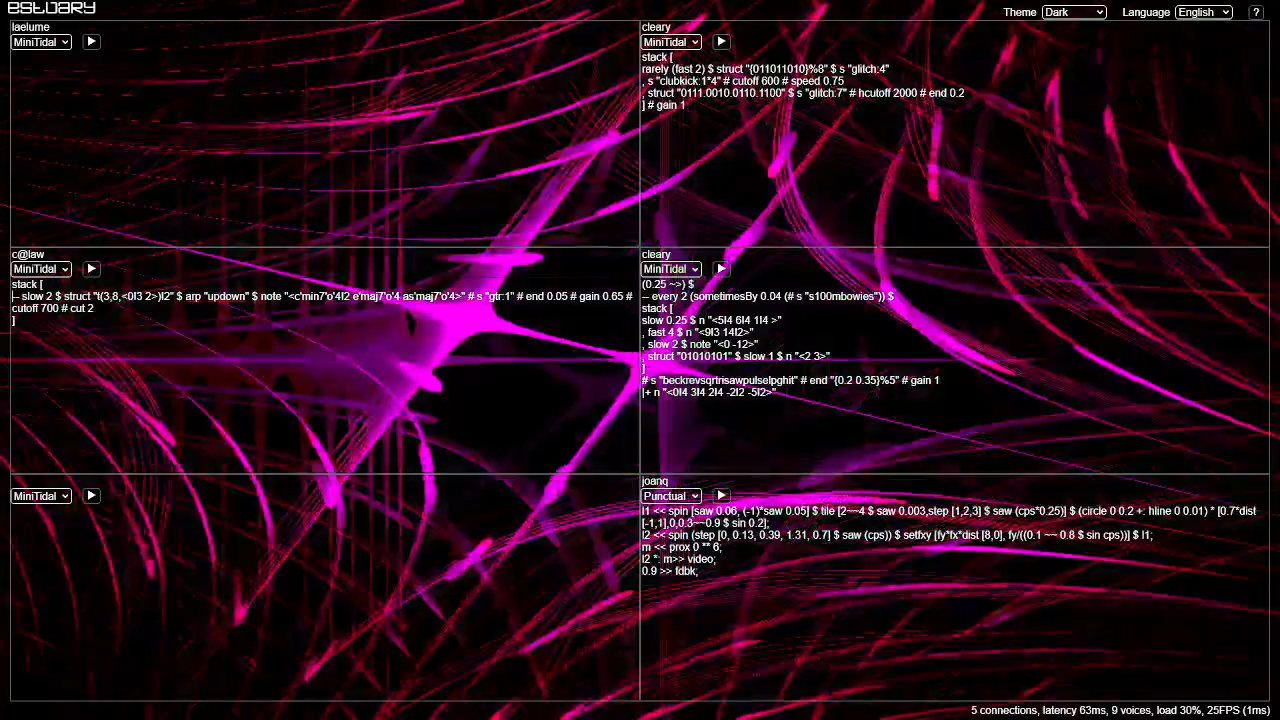 estuary
Theme Dark Language English ?
laelume
MiniTidal
cleary
MiniTidal
stack [
rarely (fast 2) $ struct "{011011010}%8" $ s "glitch:4"
, s "clubkick:1*4" # cutoff 600 # speed 0.75
, struct "0111.0010.0110.1100" $ s "glitch:7" # hcutoff 2000 # end 0.2
] # gain 1
c@law
MiniTidal
stack [
|-- slow 2 $ struct "t(3,8,<0!3 2>)!2" $ arp "updown" $ note "<c'min7'o'4!2 e'maj7'o'4 as'maj7'o'4>" # s "gtr:1" # end 0.05 # gain 0.65 #
cutoff 700 # cut 2
]
cleary
MiniTidal
(0.25 ~>) $
-- every 2 (sometimesBy 0.04 (# s "s100mbowies")) $
stack [
slow 0.25 $ n "<5!4 6!4 1!4 >"
, fast 4 $ n "<9!3 14!2>"
, slow 2 $ note "<0 -12>"
, struct "01010101" $ slow 1 $ n "<2 3>"
]
# s "beckrevsqrtrisawpulselpghit" # end "{0.2 0.35}%5" # gain 1
|+ n "<0!4 3!4 2!4 -2!2 -5!2>"
MiniTidal
joanq
Punctual
l1 << spin [saw 0.06, (-1)*saw 0.05] $ tile [2~~4 $ saw 0.003,step [1,2,3] $ saw (cps*0.25)] $ (circle 0 0.2 +: hline 0 0.01) * [0.7*dist
[-1,1],0,0.3~~0.9 $ sin 0.2];
l2 << spin (step [0, 0.13, 0.39, 1.31, 0.7] $ saw (cps)) $ setfxy [fy*fx*dist [8,0], fy/((0.1 ~~ 0.8 $ sin cps))] $ l1;
m << prox 0 ** 6;
l2 *: m>> video;
0.9 >> fdbk;
5 connections, latency 63ms, 9 voices, load 30%, 25FPS (1ms)